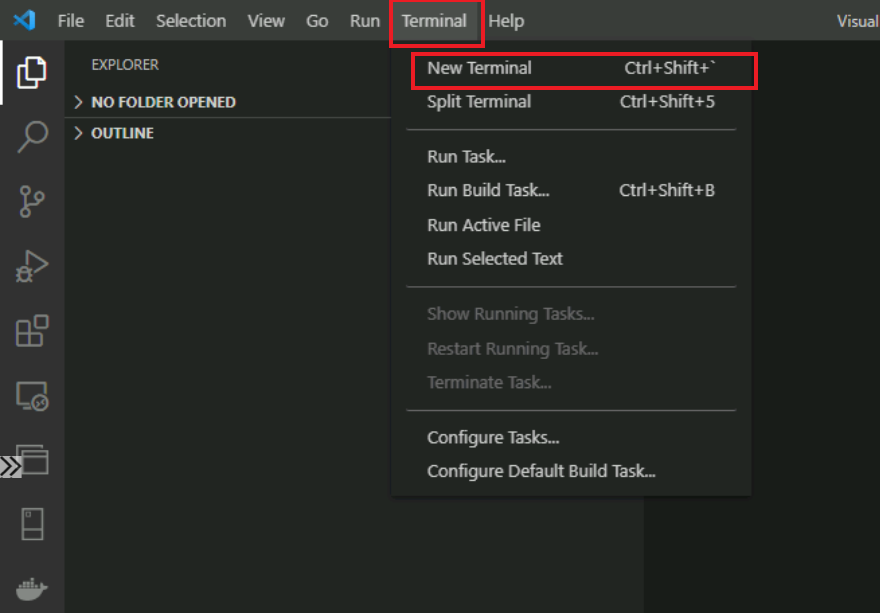 File Edit Selection View Go Run Terminal Help Visual
EXPLORER
NO FOLDER OPENED
OUTLINE
New Terminal Ctrl+Shift+`
Split Terminal Ctrl+Shift+5
Run Task...
Run Build Task... Ctrl+Shift+B
Run Active File
Run Selected Text
Show Running Tasks...
Restart Running Task...
Terminate Task...
Configure Tasks...
Configure Default Build Task...